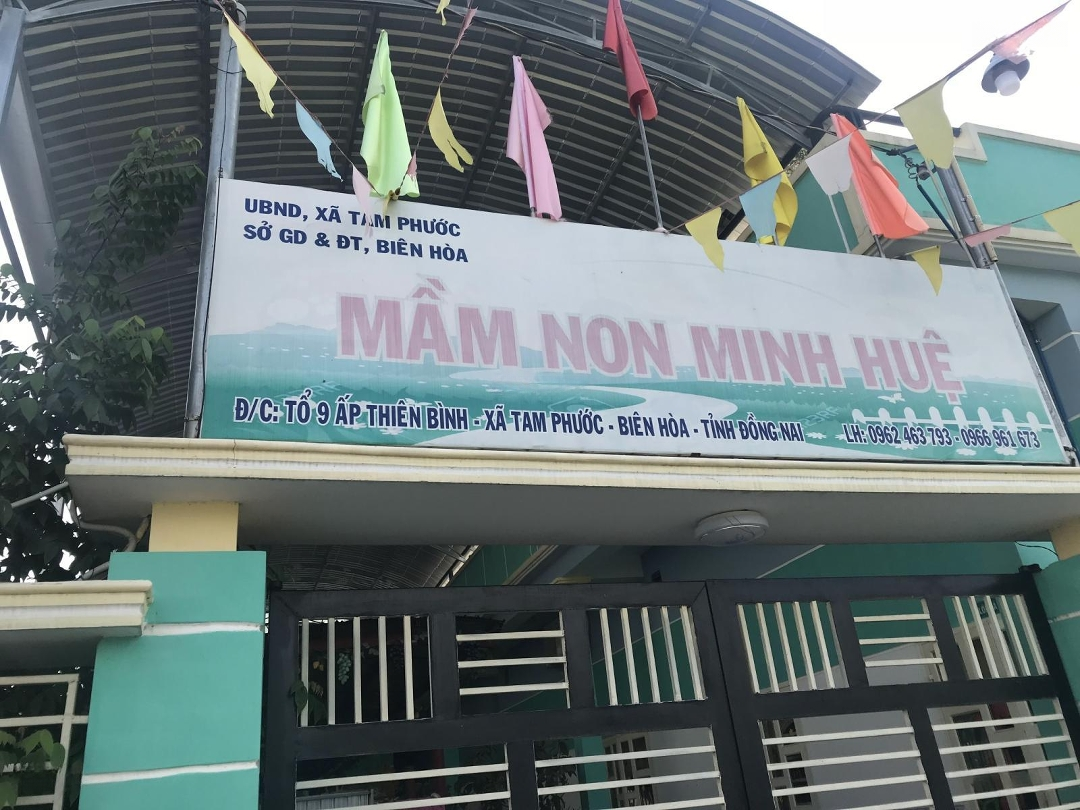 UBND, XÃ TAM PHƯỚC
SỞ GD & ĐT, BIÊN HÒA
MẦM NON MINH HUỆ
Đ/C: TỔ 9 ẤP THIÊN BÌNH - XÃ TAM PHƯỚC - BIÊN HÒA - TỈNH ĐỒNG NAI
LH: 0962 463 793 - 0966 961 673